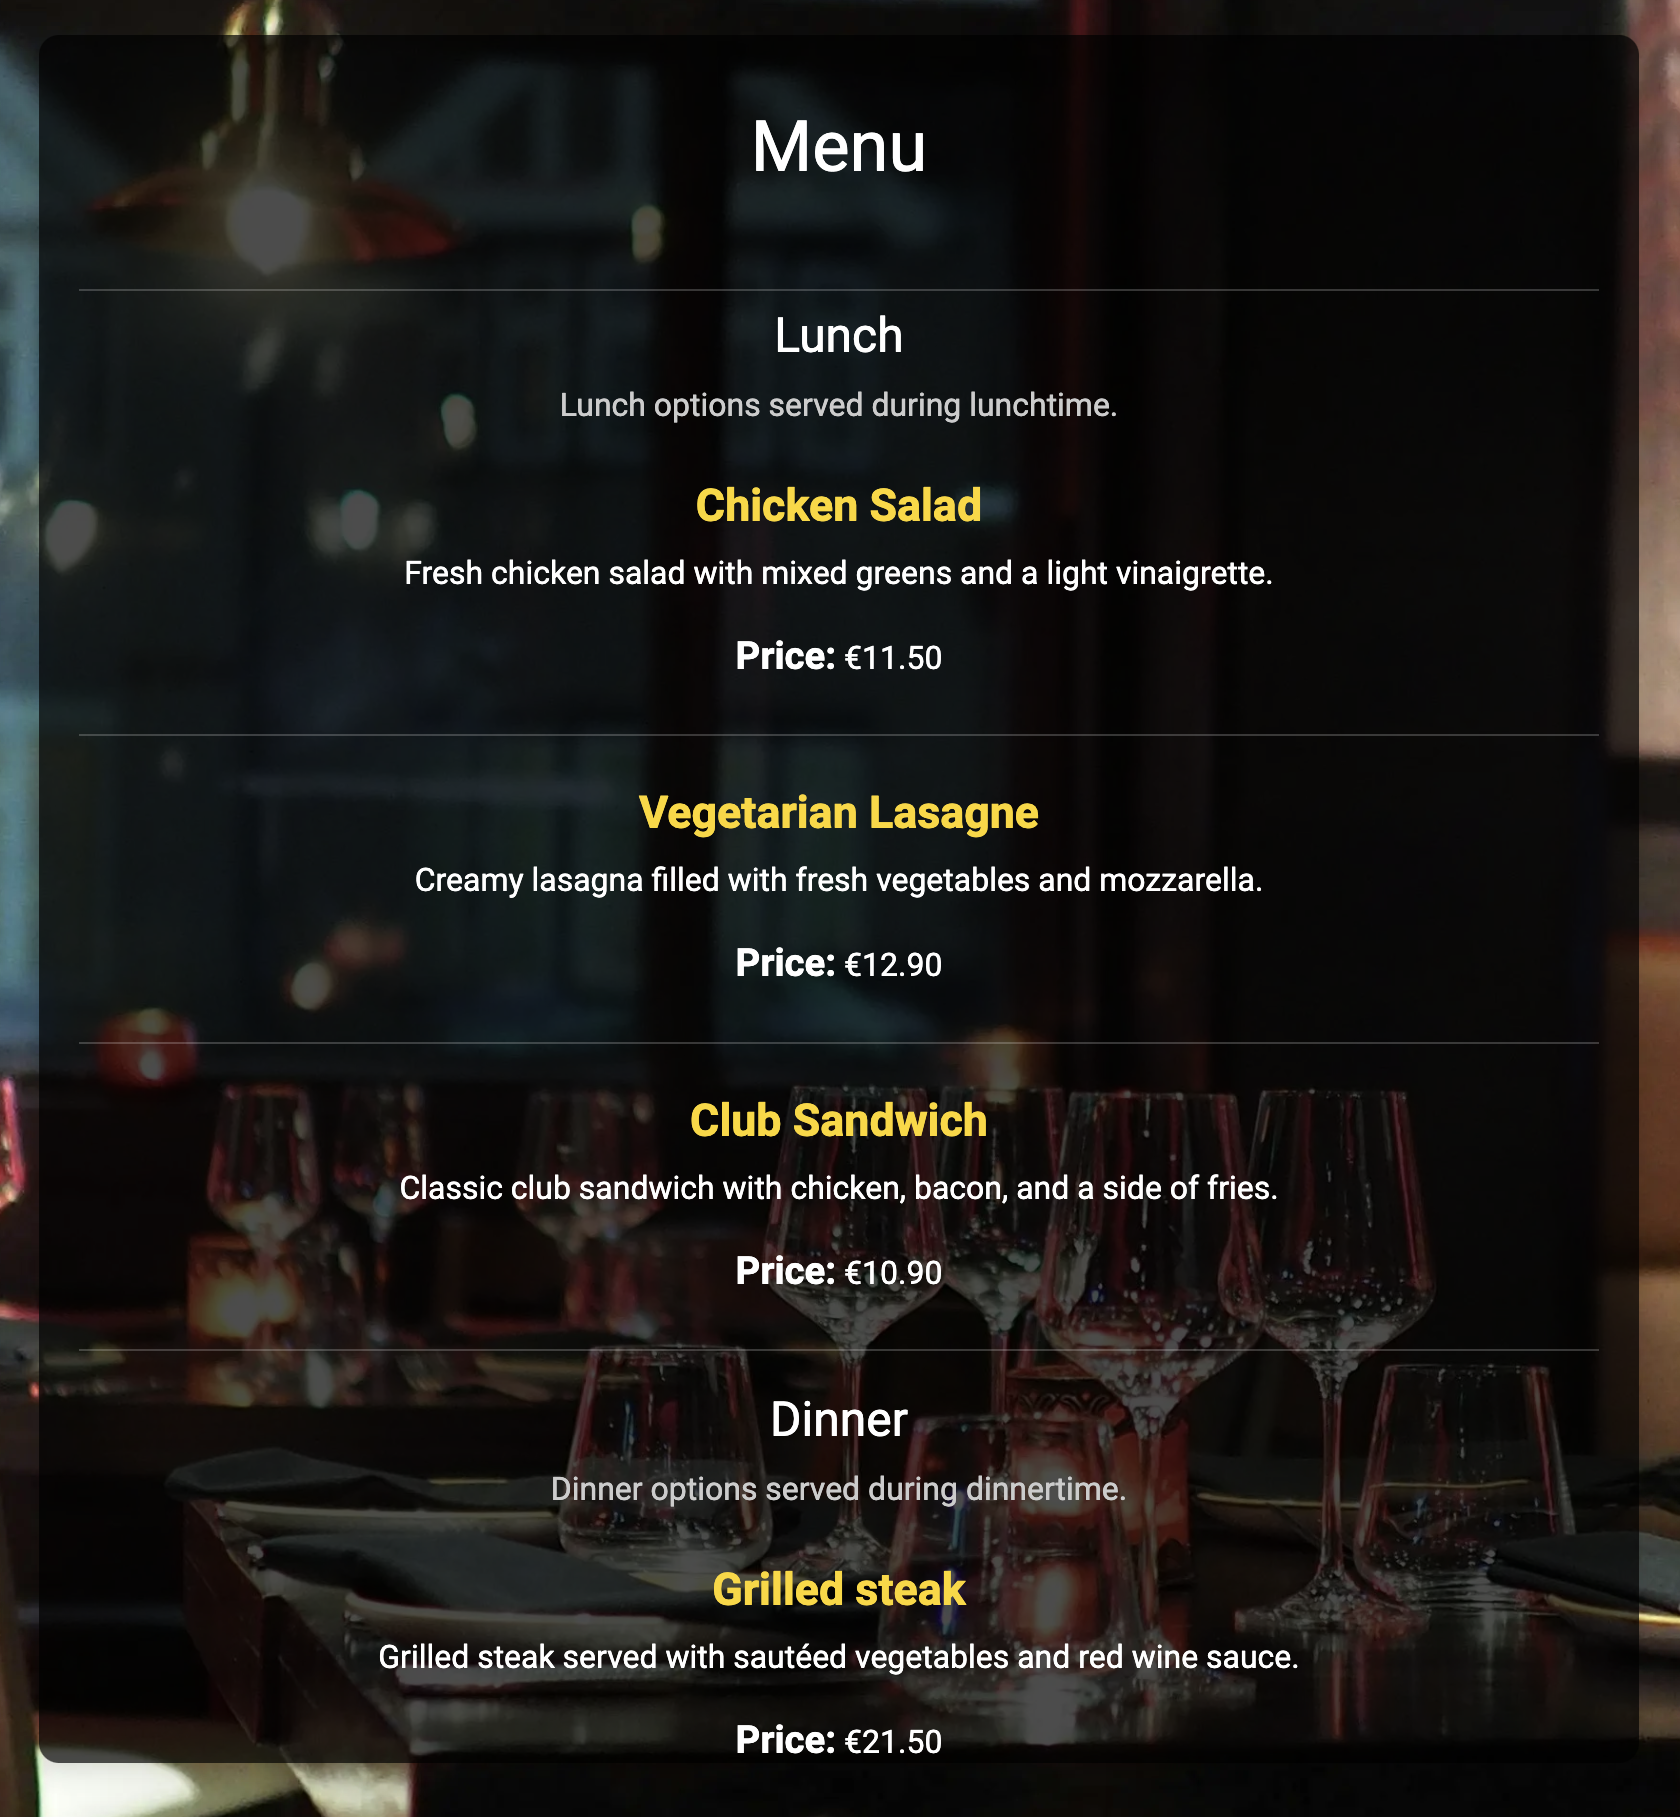 Menu
Lunch
Lunch options served during lunchtime.
Chicken Salad
Fresh chicken salad with mixed greens and a light vinaigrette.
Price: €11.50
Vegetarian Lasagne
Creamy lasagna filled with fresh vegetables and mozzarella.
Price: €12.90
Club Sandwich
Classic club sandwich with chicken, bacon, and a side of fries.
Price: €10.90
Dinner
Dinner options served during dinnertime.
Grilled steak
Grilled steak served with sautéed vegetables and red wine sauce.
Price: €21.50